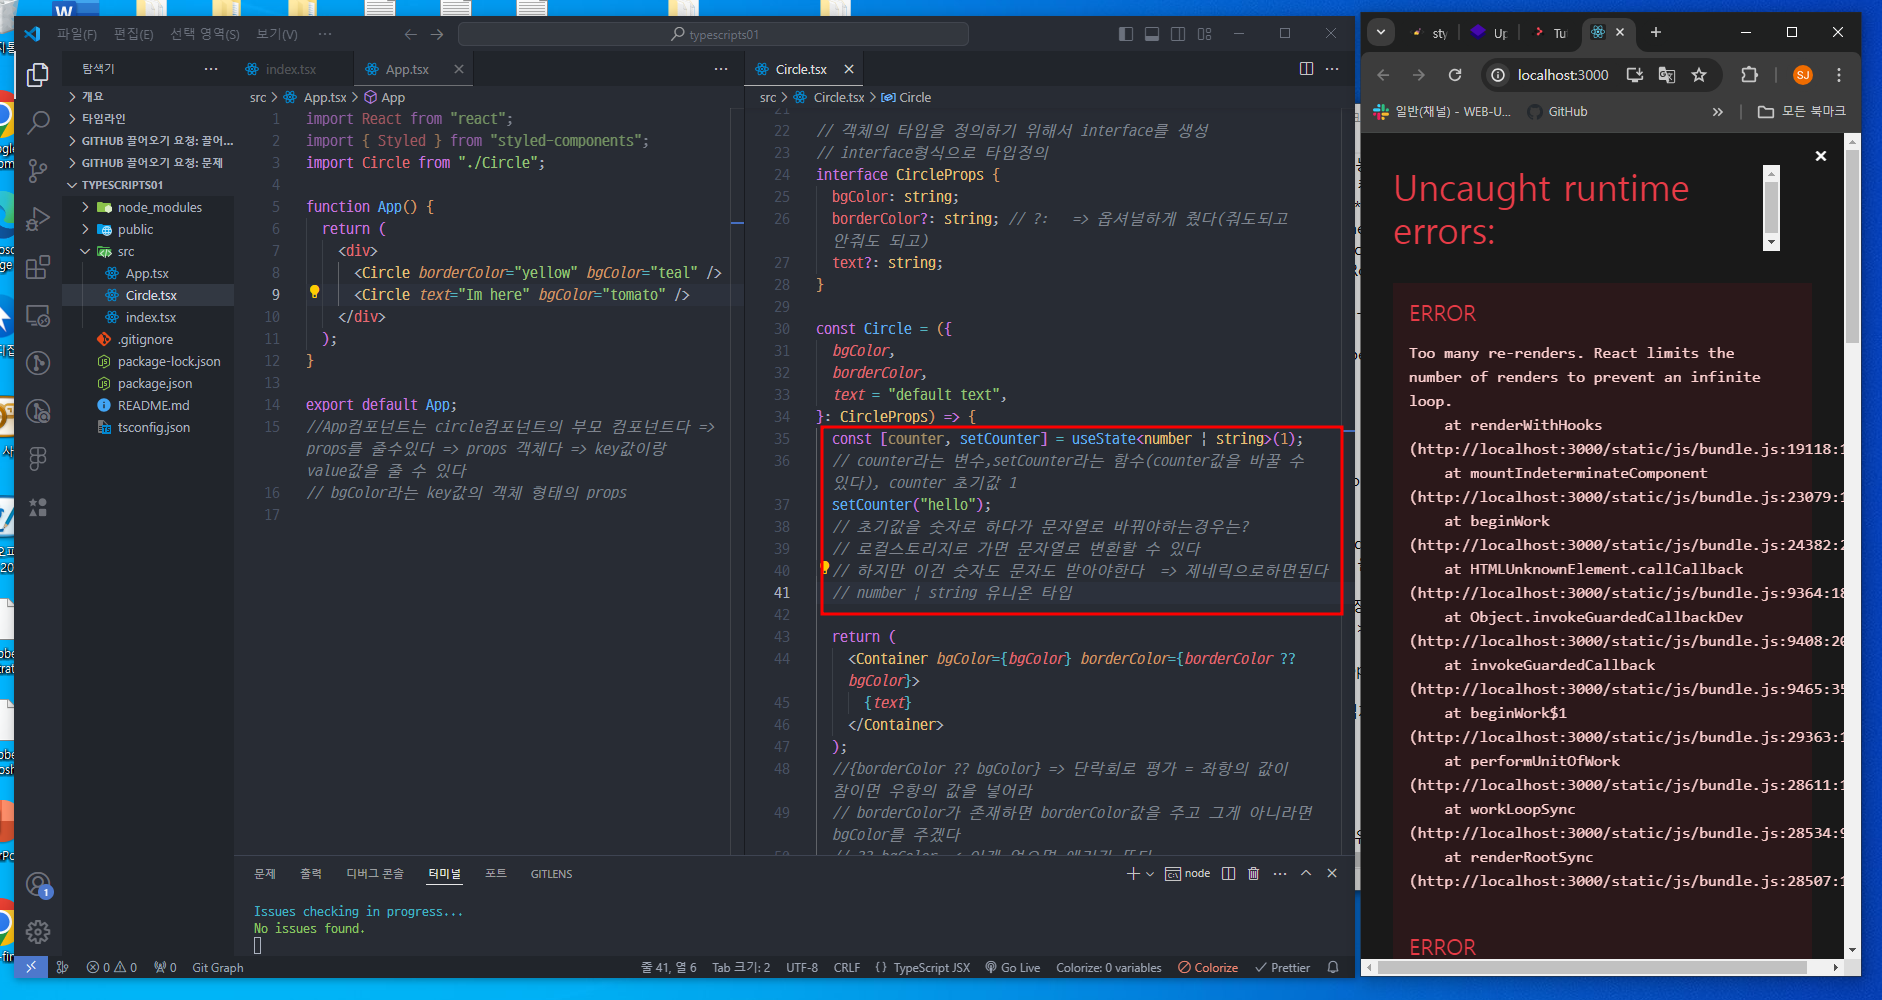 파일(F) 편집(E) 선택 영역(S) 보기(V) ···
typescripts01
탐색기
개요
타임라인
GITHUB 끌어오기 요청: 끌어...
GITHUB 끌어오기 요청: 문제
TYPESCRIPTS01
node_modules
public
src
App.tsx
Circle.tsx
index.tsx
.gitignore
package-lock.json
package.json
README.md
tsconfig.json
index.tsx
App.tsx
src > App.tsx > App
1 import React from "react";
2 import { Styled } from "styled-components";
3 import Circle from "./Circle";
4
5 function App() {
6 return (
7 <div>
8 <Circle borderColor="yellow" bgColor="teal" />
9 <Circle text="Im here" bgColor="tomato" />
10 </div>
11 );
12 }
13
14 export default App;
15 //App컴포넌트는 circle컴포넌트의 부모 컴포넌트다 =>
props를 줄수있다 => props 객체다 => key값이랑
value값을 줄 수 있다
16 // bgColor라는 key값의 객체 형태의 props
17
Circle.tsx
src > Circle.tsx > Circle
21
22 // 객체의 타입을 정의하기 위해서 interface를 생성
23 // interface형식으로 타입정의
24 interface CircleProps {
25 bgColor: string;
26 borderColor?: string; // ?: => 옵셔널하게 줬다(줘도되고
안줘도 되고)
27 text?: string;
28 }
29
30 const Circle = ({
31 bgColor,
32 borderColor,
33 text = "default text",
34 }: CircleProps) => {
35 const [counter, setCounter] = useState<number | string>(1);
36 // counter라는 변수,setCounter라는 함수(counter값을 바꿀 수
있다), counter 초기값 1
37 setCounter("hello");
38 // 초기값을 숫자로 하다가 문자열로 바꿔야하는경우는?
39 // 로컬스토리지로 가면 문자열로 변환할 수 있다
40 // 하지만 이건 숫자도 문자도 받아야한다 => 제네릭으로하면된다
41 // number | string 유니온 타입
42
43 return (
44 <Container bgColor={bgColor} borderColor={borderColor ??
bgColor}>
45 {text}
46 </Container>
47 );
48 //{borderColor ?? bgColor} => 단락회로 평가 = 좌항의 값이
참이면 우항의 값을 넣어라
49 // borderColor가 존재하면 borderColor값을 주고 그게 아니라면
bgColor를 주겠다
문제 출력 디버그 콘솔 터미널 포트 GITLENS
node
Issues checking in progress...
No issues found.
1
0 0 0 Git Graph
줄 41, 열 6 Tab 크기: 2 UTF-8 CRLF {} TypeScript JSX Go Live Colorize: 0 variables Colorize Prettier
sty Up Tu
localhost:3000
SJ
일반(채널) - WEB-U... GitHub » 모든 북마크
Uncaught runtime
errors:
ERROR
Too many re-renders. React limits the
number of renders to prevent an infinite
loop.
at renderWithHooks
(http://localhost:3000/static/js/bundle.js:19118:1
at mountIndeterminateComponent
(http://localhost:3000/static/js/bundle.js:23079:1
at beginWork
(http://localhost:3000/static/js/bundle.js:24382:2
at HTMLUnknownElement.callCallback
(http://localhost:3000/static/js/bundle.js:9364:18
at Object.invokeGuardedCallbackDev
(http://localhost:3000/static/js/bundle.js:9408:20
at invokeGuardedCallback
(http://localhost:3000/static/js/bundle.js:9465:35
at beginWork$1
(http://localhost:3000/static/js/bundle.js:29363:1
at performUnitOfWork
(http://localhost:3000/static/js/bundle.js:28611:1
at workLoopSync
(http://localhost:3000/static/js/bundle.js:28534:9
at renderRootSync
(http://localhost:3000/static/js/bundle.js:28507:1
ERROR